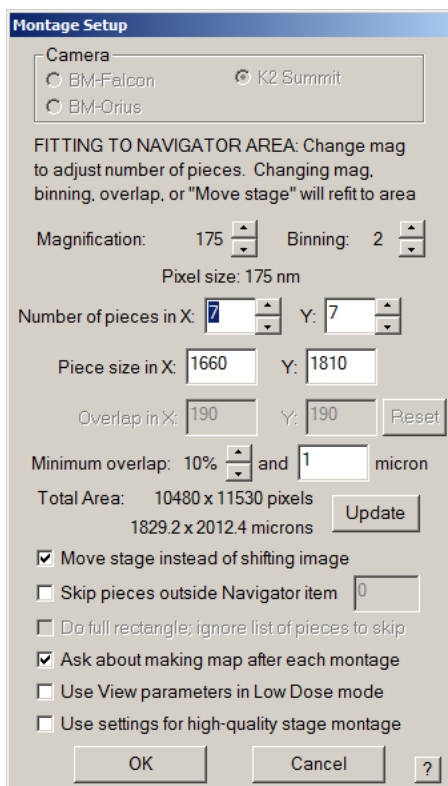 Montage Setup
Camera
BM-Falcon K2 Summit
BM-Orius
FITTING TO NAVIGATOR AREA: Change mag
to adjust number of pieces. Changing mag,
binning, overlap, or "Move stage" will refit to area
Magnification: 175 Binning: 2
Pixel size: 175 nm
Number of pieces in X: 7 Y: 7
Piece size in X: 1660 Y: 1810
Overlap in X: 190 Y: 190 Reset
Minimum overlap: 10% and 1 micron
Total Area: 10480 x 11530 pixels
1829.2 x 2012.4 microns Update
Move stage instead of shifting image
Skip pieces outside Navigator item 0
Do full rectangle; ignore list of pieces to skip
Ask about making map after each montage
Use View parameters in Low Dose mode
Use settings for high-quality stage montage
OK Cancel ?